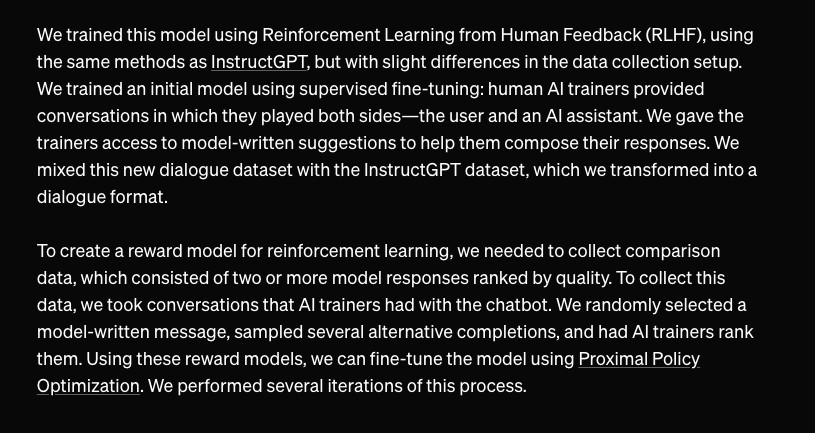 We trained this model using Reinforcement Learning from Human Feedback (RLHF), using
the same methods as InstructGPT, but with slight differences in the data collection setup.
We trained an initial model using supervised fine-tuning: human AI trainers provided
conversations in which they played both sides—the user and an AI assistant. We gave the
trainers access to model-written suggestions to help them compose their responses. We
mixed this new dialogue dataset with the InstructGPT dataset, which we transformed into a
dialogue format.
To create a reward model for reinforcement learning, we needed to collect comparison
data, which consisted of two or more model responses ranked by quality. To collect this
data, we took conversations that AI trainers had with the chatbot. We randomly selected a
model-written message, sampled several alternative completions, and had AI trainers rank
them. Using these reward models, we can fine-tune the model using Proximal Policy
Optimization. We performed several iterations of this process.